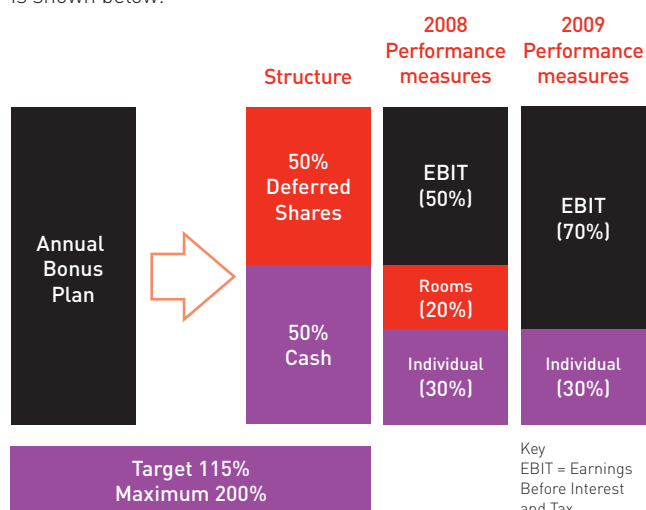 is shown below:
2008
Performance
measures
2009
Performance
measures
Structure
Annual
Bonus
Plan
50%
Deferred
Shares
50%
Cash
EBIT
(50%)
Rooms
(20%)
Individual
(30%)
EBIT
(70%)
Individual
(30%)
Target 115%
Maximum 200%
Key
EBIT = Earnings
Before Interest
and Tax